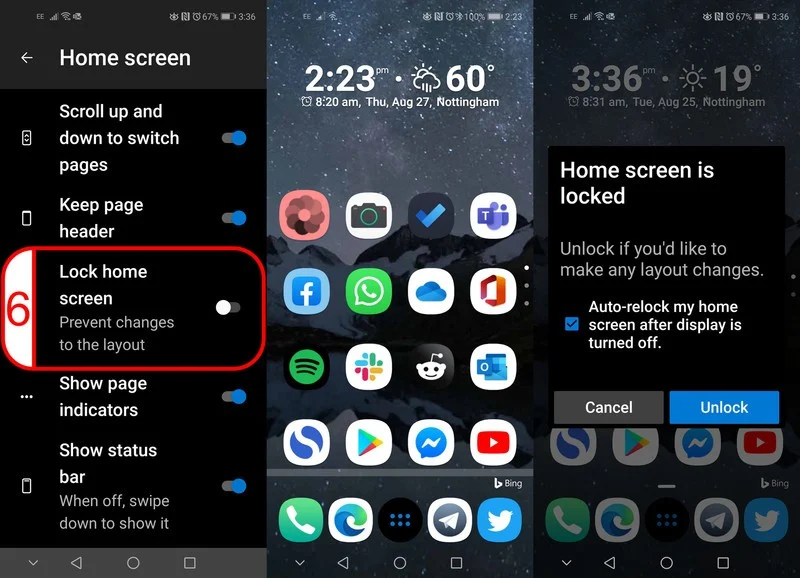 EE 67% 3:36
Home screen
Scroll up and
down to switch
pages
Keep page
header
6
Lock home
screen
Prevent changes
to the layout
Show page
indicators
Show status
bar
When off, swipe
down to show it
EE 100% 2:23
2:23 pm • 60°
8:20 am, Thu, Aug 27, Nottingham
Bing
EE 67% 3:36
3:36 pm • 19°
8:31 am, Tue, Aug 25, Nottingham
Home screen is
locked
Unlock if you'd like to
make any layout changes.
Auto-relock my home
screen after display is
turned off.
Cancel
Unlock
Bing